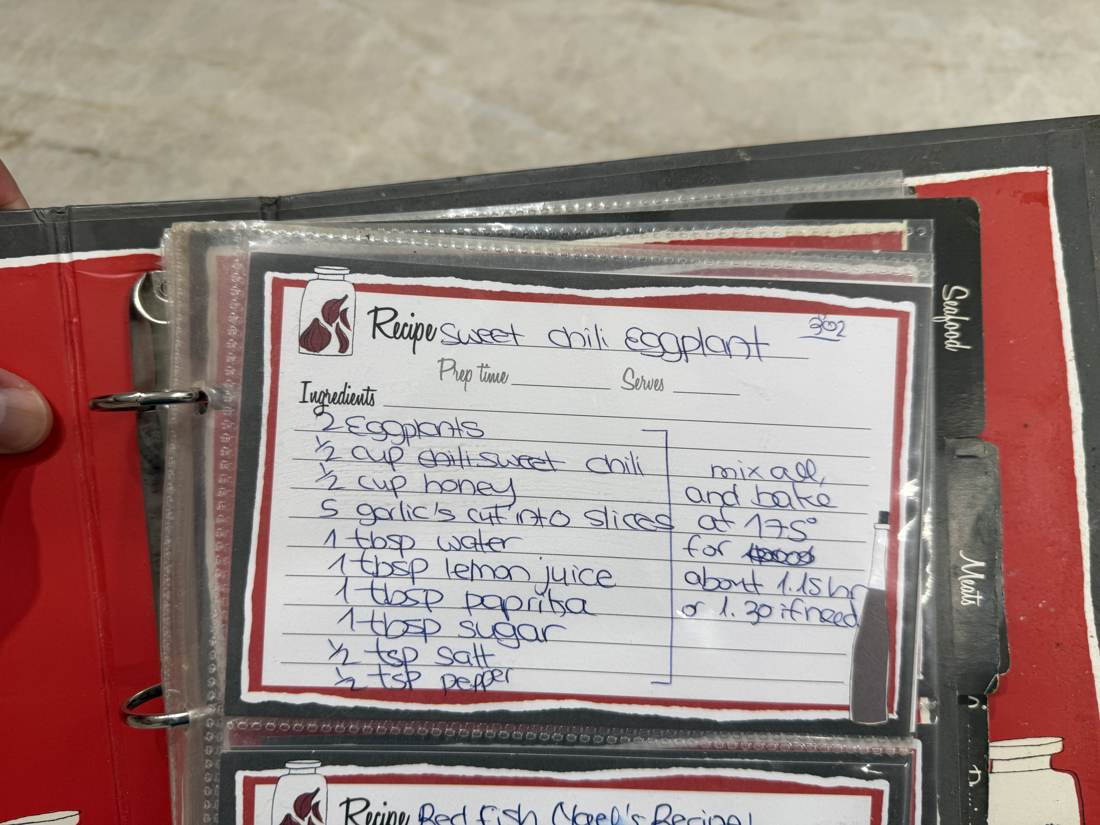 Recipe Sweet chili Eggplant
302
Prep time Serves
Ingredients
2 Eggplants
1/2 cup chili sweet chili
1/2 cup honey
5 garlic's cut into slices
1 tbsp water
1 tbsp lemon juice
1 tbsp paprika
1 tbsp sugar
1/2 tsp salt
1/2 tsp pepper
mix all,
and bake
at 175°
for
about 1.15 hr
or 1.30 if need
Seafood
Meats
Recipe Red fish Recipe!